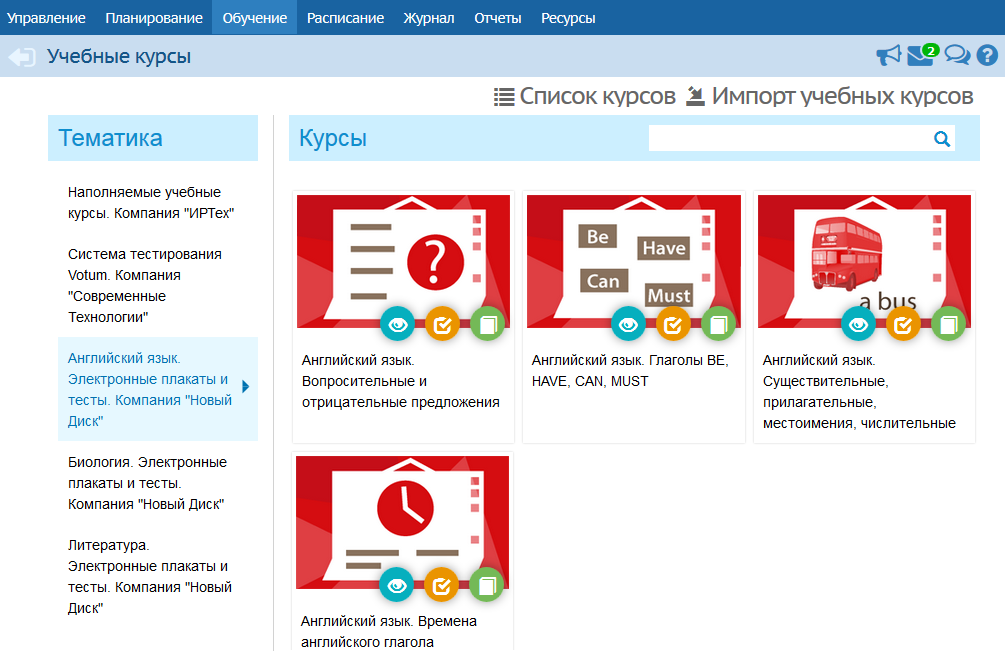 Управление Планирование Обучение Расписание Журнал Отчеты Ресурсы
Учебные курсы
2
?
Список курсов Импорт учебных курсов
Тематика
Наполняемые учебные
курсы. Компания "ИРТех"
Система тестирования
Votum. Компания
"Современные
Технологии"
Английский язык.
Электронные плакаты и
тесты. Компания "Новый
Диск"
Биология. Электронные
плакаты и тесты.
Компания "Новый Диск"
Литература.
Электронные плакаты и
тесты. Компания "Новый
Диск"
Курсы
?
Английский язык.
Вопросительные и
отрицательные предложения
Be
Have
Can
Must
Английский язык. Глаголы BE,
HAVE, CAN, MUST
a bus
Английский язык.
Существительные,
прилагательные,
местоимения, числительные
Английский язык. Времена
английского глагола